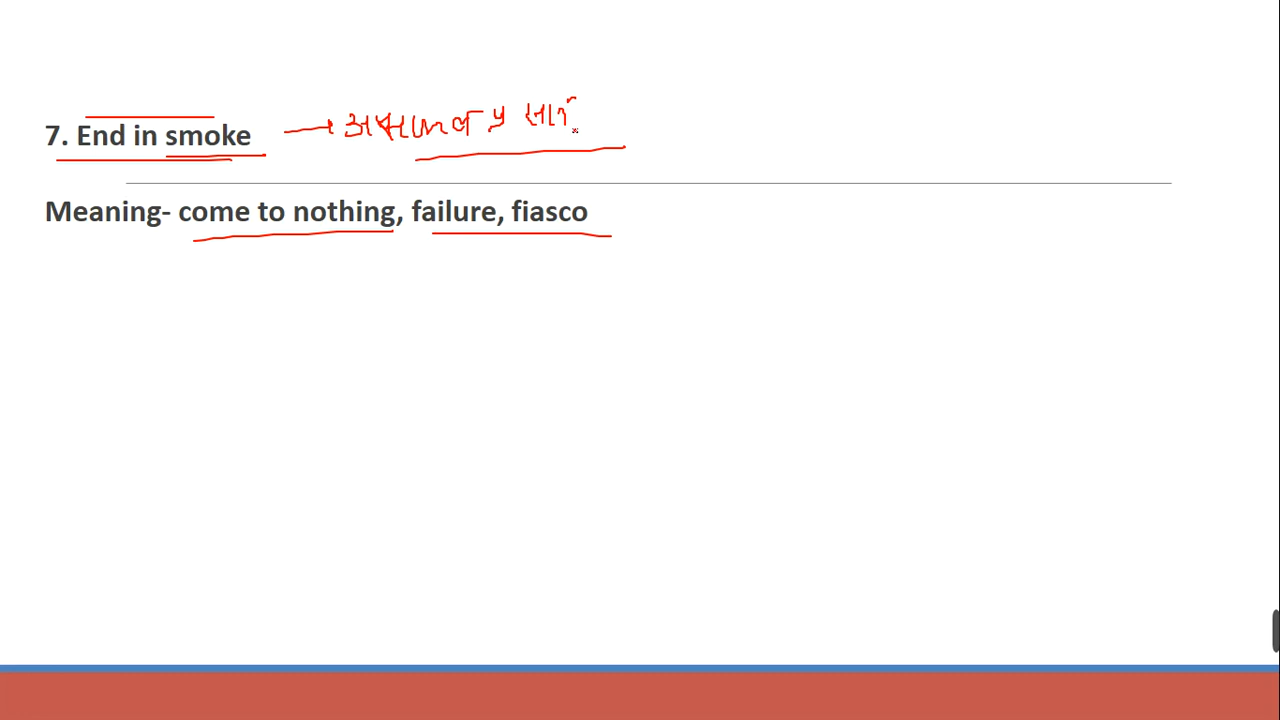 7. End in smoke
Meaning- come to nothing, failure, fiasco